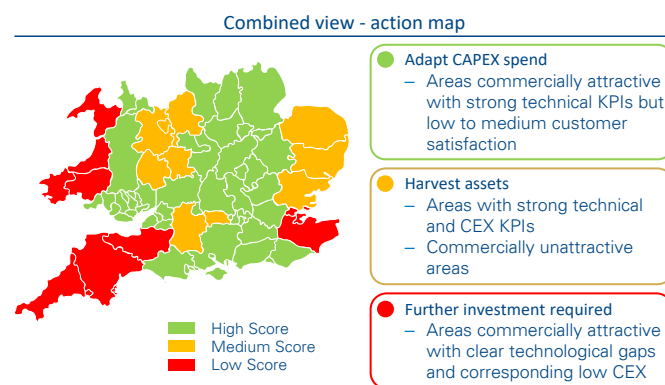 Combined view - action map
High Score
Medium Score
Low Score
Adapt CAPEX spend
– Areas commercially attractive
with strong technical KPIs but
low to medium customer
satisfaction
Harvest assets
– Areas with strong technical
and CEX KPIs
– Commercially unattractive
areas
Further investment required
– Areas commercially attractive
with clear technological gaps
and corresponding low CEX